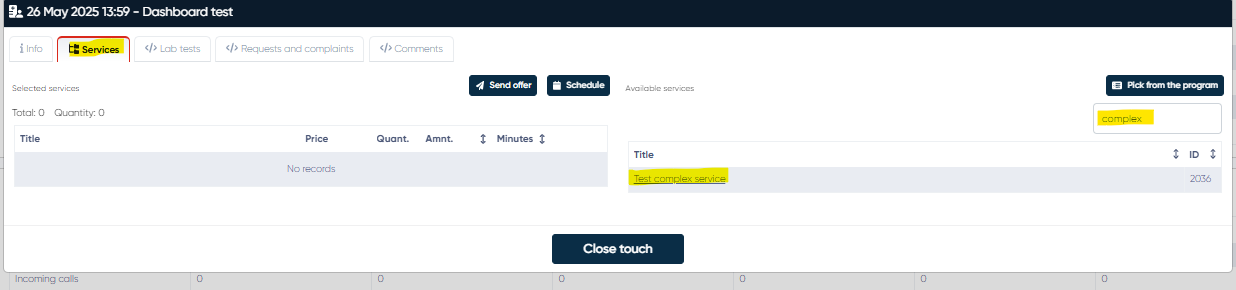 26 May 2025 13:59 - Dashboard test
Info Services Lab tests Requests and complaints Comments
Selected services Send offer Schedule Available services Pick from the program
Total: 0 Quantity: 0
complex
Title Price Quant. Amnt. Minutes
No records
Title ID
Test complex service 2036
Close touch
Incoming calls 0 0 0 0 0 0